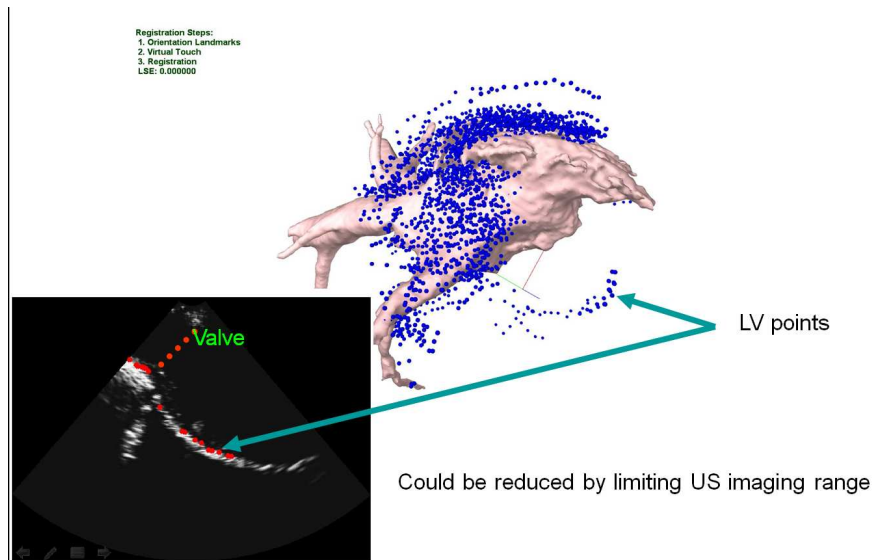 Registration Steps:
1. Orientation Landmarks
2. Virtual Touch
3. Registration
LSE: 0.000000
Valve
LV points
Could be reduced by limiting US imaging range